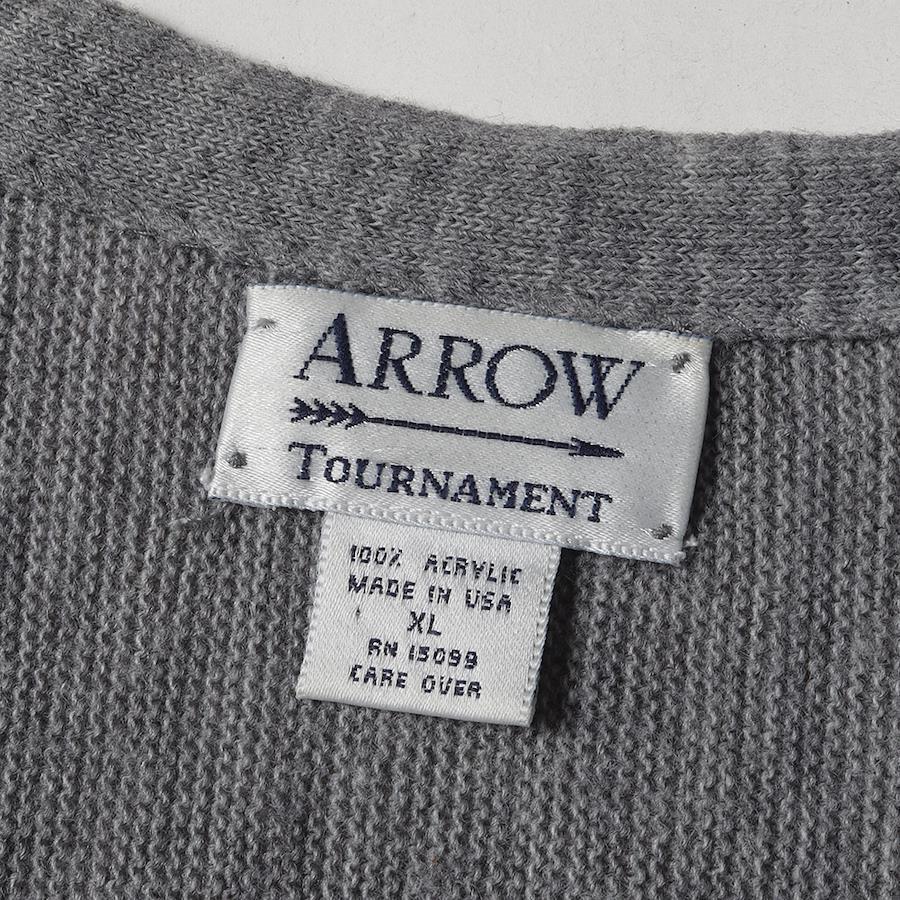 ARROW
TOURNAMENT
100% ACRYLIC
MADE IN USA
XL
RN 15099
CARE OVER